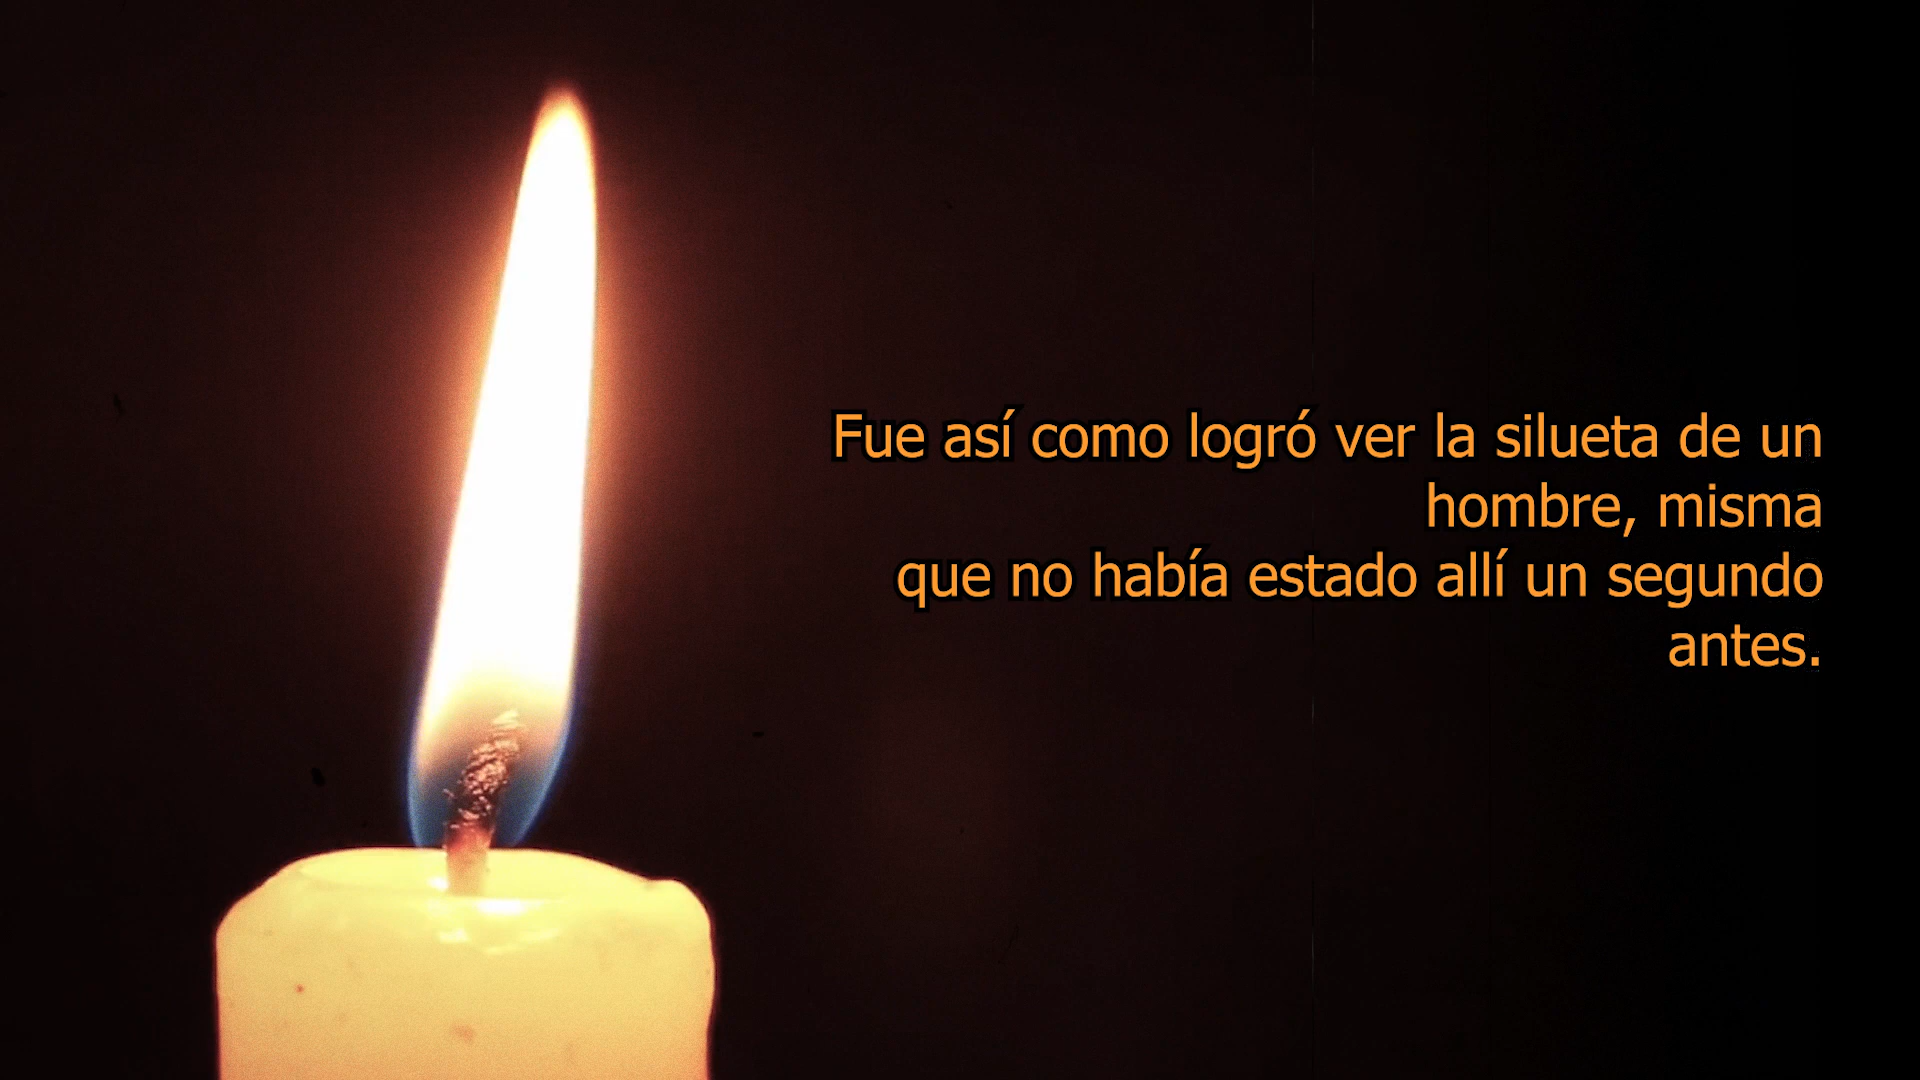 Fue así como logró ver la silueta de un
hombre, misma
que no había estado allí un segundo
antes.